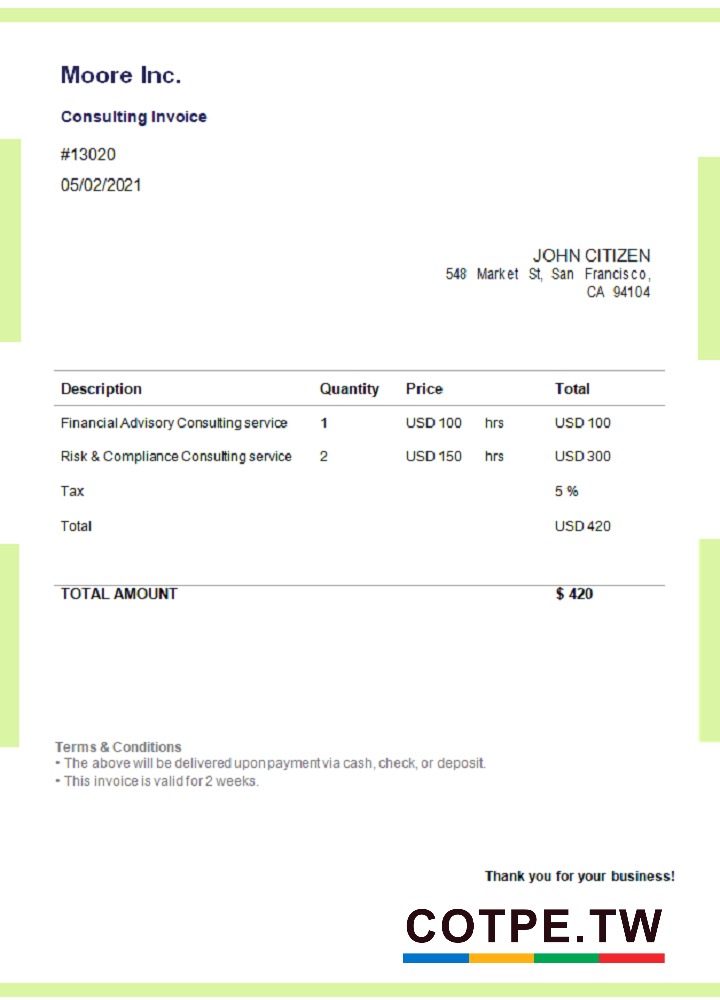 Moore Inc.
Consulting Invoice
#13020
05/02/2021
JOHN CITIZEN
548 Market St, San Francisco,
CA 94104
Description Quantity Price Total
Financial Advisory Consulting service 1 USD 100 hrs USD 100
Risk & Compliance Consulting service 2 USD 150 hrs USD 300
Tax 5 %
Total USD 420
TOTAL AMOUNT $ 420
Terms & Conditions
• The above will be delivered upon payment via cash, check, or deposit.
• This invoice is valid for 2 weeks.
Thank you for your business!
COTPE.TW